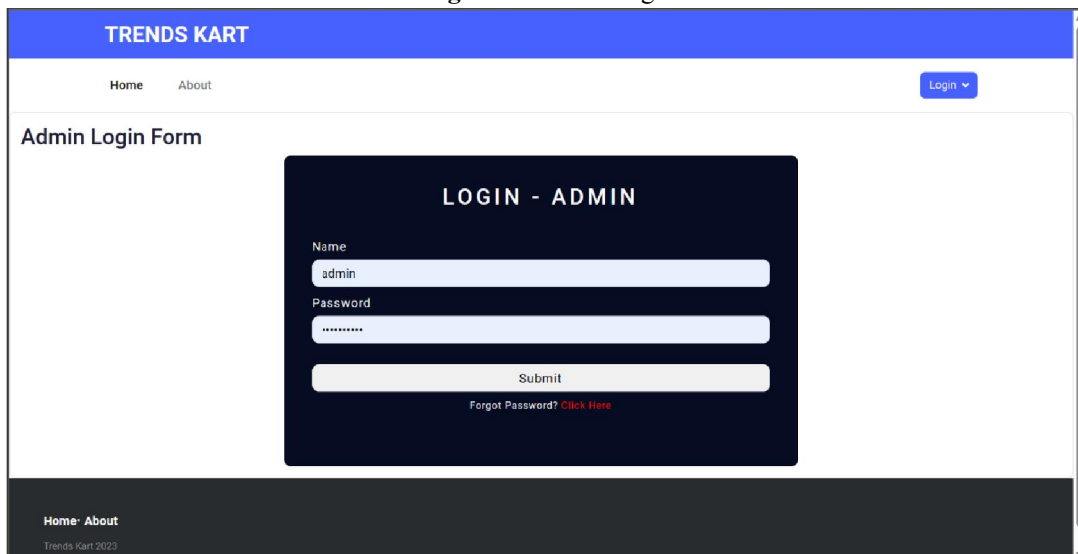 TRENDS KART
Home About Login
Admin Login Form
LOGIN - ADMIN
Name
admin
Password
••••••••••
Submit
Forgot Password? Click Here
Home· About
Trends Kart 2023